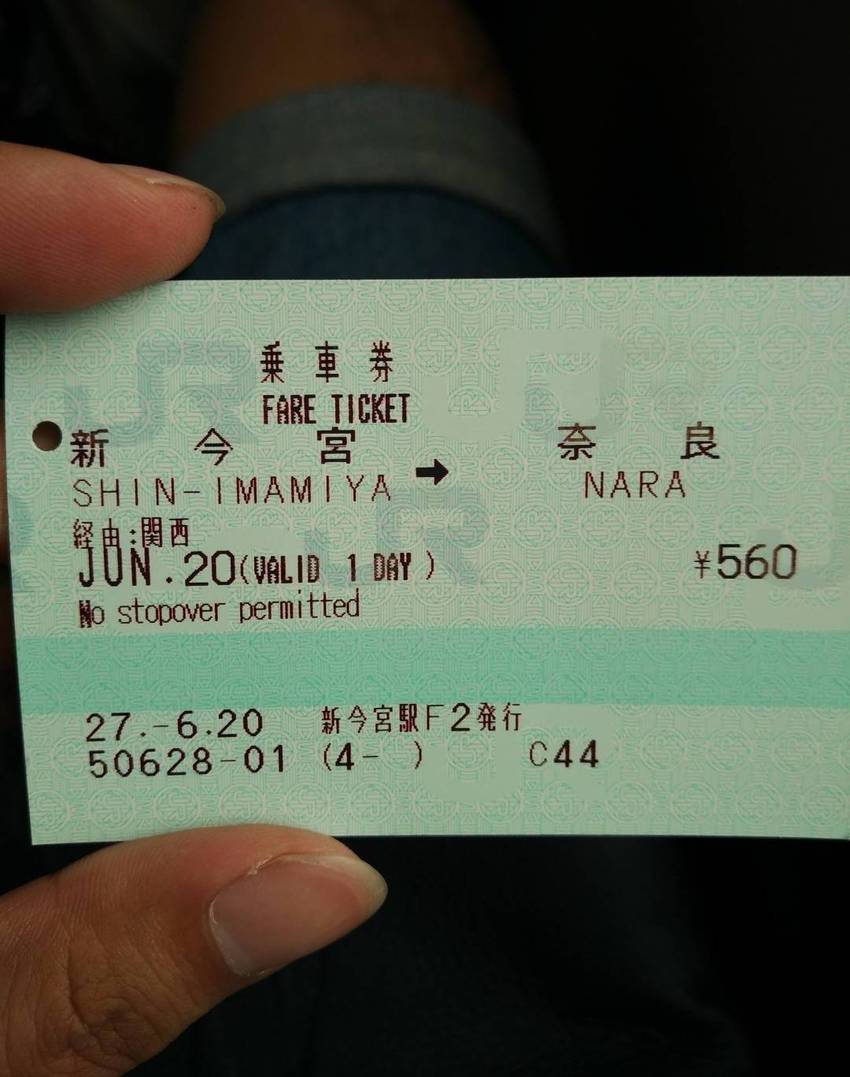 乗車券
FARE TICKET
新今宮 → 奈良
SHIN-IMAMIYA NARA
経由:関西
JUN.20(VALID 1 DAY) ¥560
No stopover permitted
27.-6.20 新今宮駅F2発行
50628-01 (4- ) C44